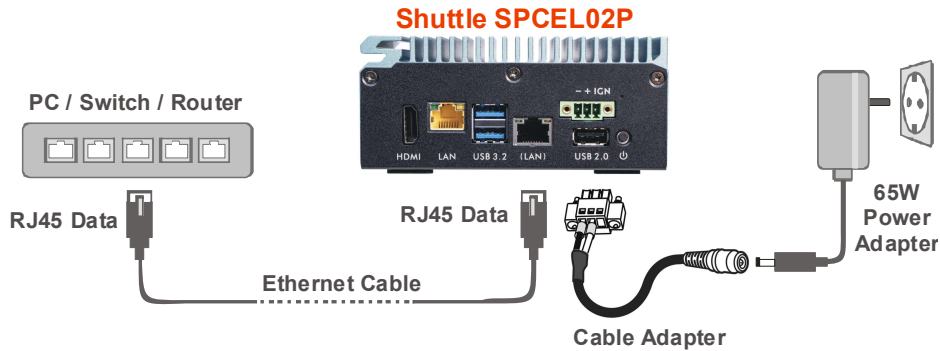 Shuttle SPCEL02P
PC / Switch / Router
− + IGN
HDMI LAN USB 3.2 (LAN) USB 2.0
RJ45 Data
RJ45 Data
65W
Power
Adapter
Ethernet Cable
Cable Adapter